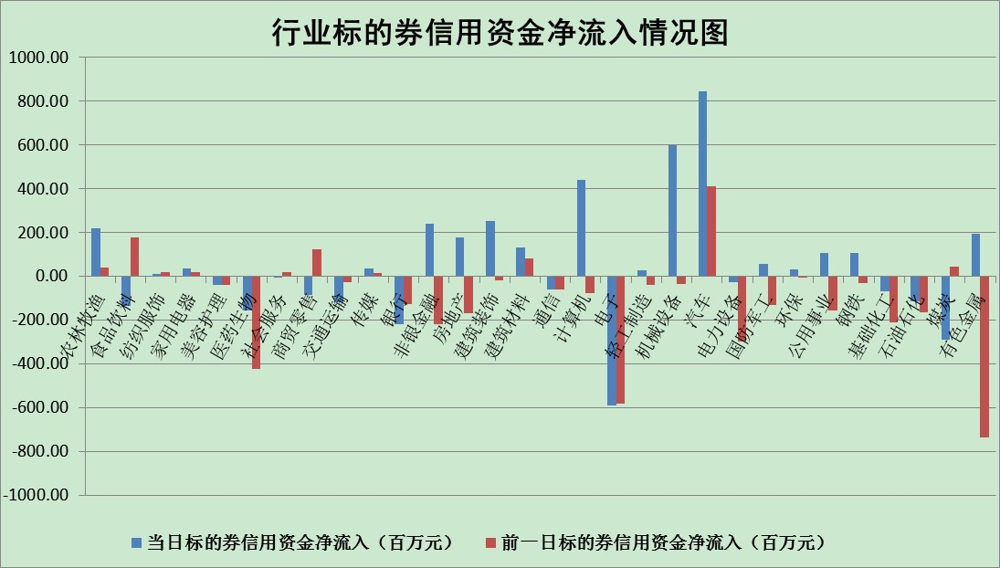 行业标的券信用资金净流入情况图
1000.00
800.00
600.00
400.00
200.00
0.00
-200.00
-400.00
-600.00
-800.00
-1000.00
农林牧渔
食品饮料
纺织服饰
家用电器
美容护理
医药生物
社会服务
商贸零售
交通运输
传媒
银行
非银金融
房地产
建筑装饰
建筑材料
通信
计算机
电子
轻工制造
机械设备
汽车
电力设备
国防军工
环保
公用事业
钢铁
基础化工
石油石化
煤炭
有色金属
当日标的券信用资金净流入（百万元）
前一日标的券信用资金净流入（百万元）